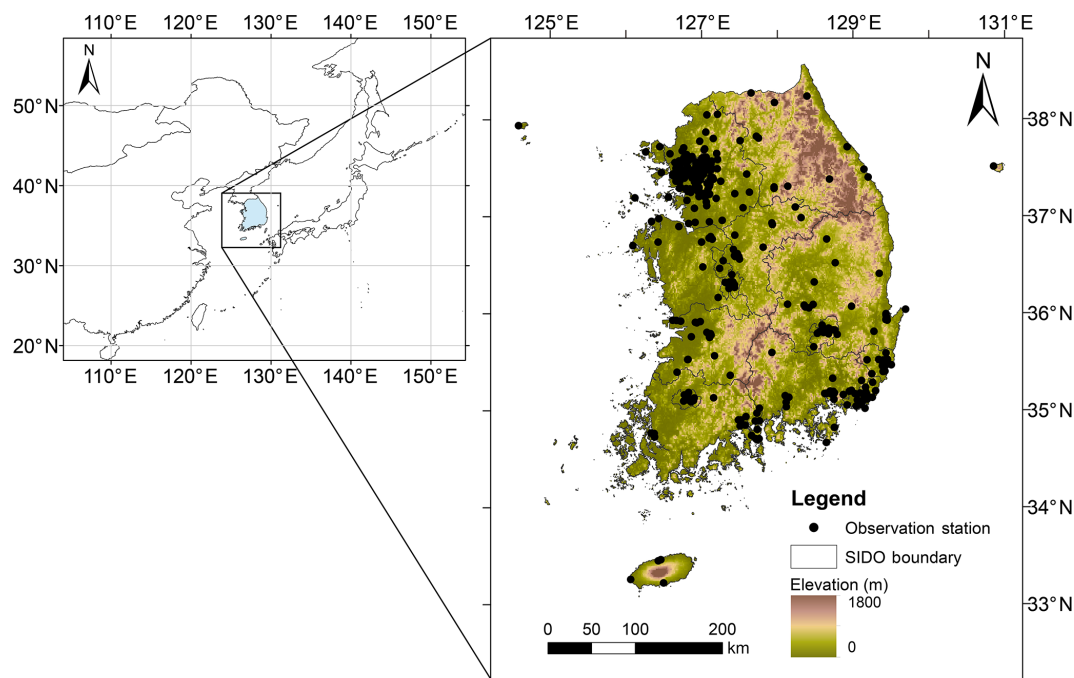 110°E 120°E 130°E 140°E 150°E
N
50°N
40°N
30°N
20°N
110°E 120°E 130°E 140°E 150°E
125°E 127°E 129°E 131°E
N
38°N
37°N
36°N
35°N
34°N
33°N
Legend
Observation station
SIDO boundary
Elevation (m)
1800
0
0 50 100 200
km